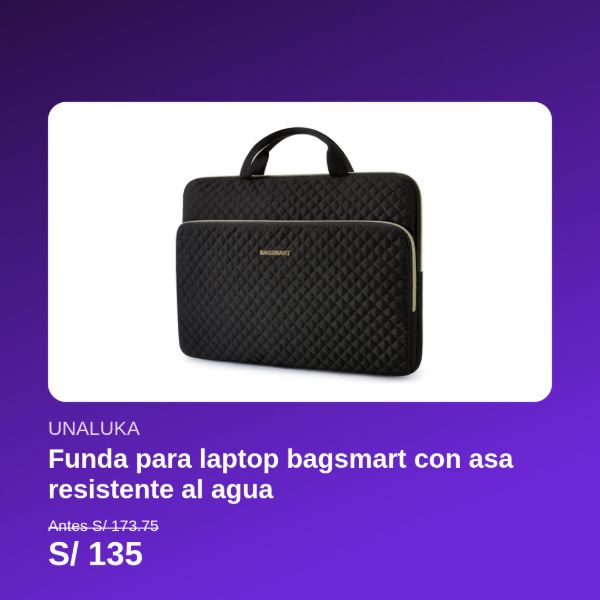 BAGSMART
UNALUKA
Funda para laptop bagsmart con asa
resistente al agua
Antes S/ 173.75
S/ 135